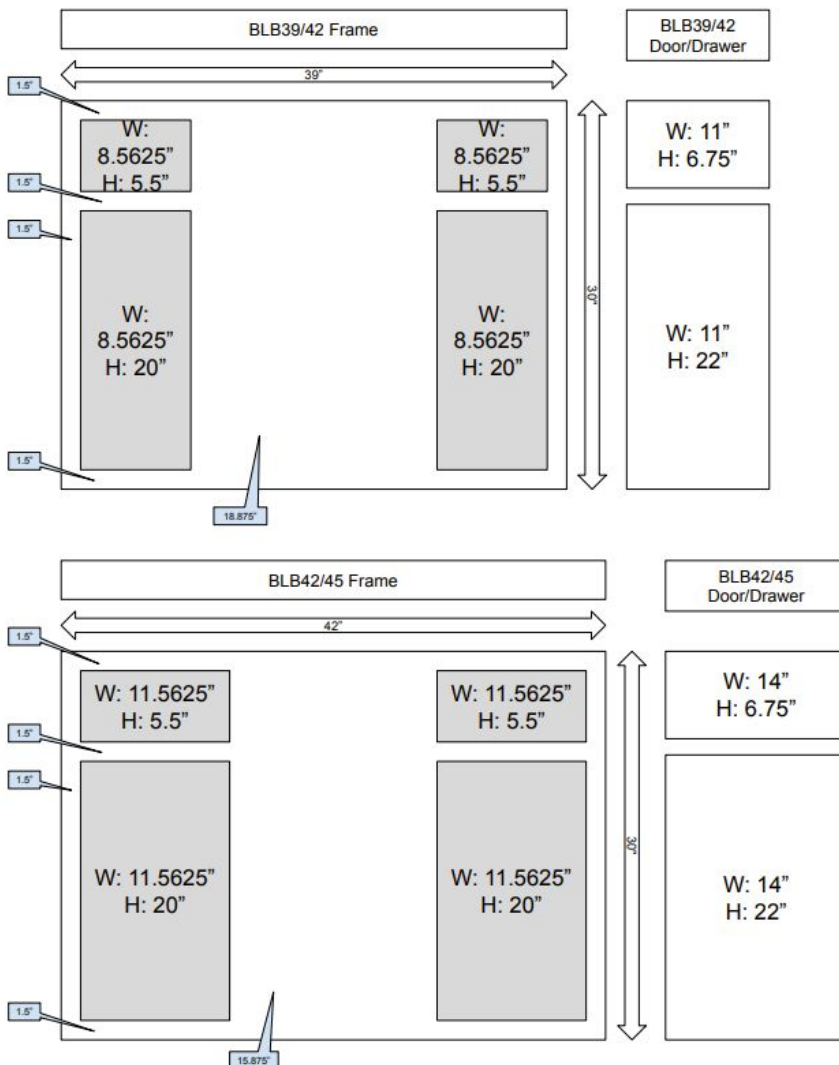 BLB39/42 Frame
BLB39/42
Door/Drawer
39"
1.5"
W:
8.5625"
H: 5.5"
W:
8.5625"
H: 5.5"
W: 11"
H: 6.75"
1.5"
1.5"
W:
8.5625"
H: 20"
W:
8.5625"
H: 20"
30"
W: 11"
H: 22"
1.5"
18.875"
BLB42/45 Frame
BLB42/45
Door/Drawer
42"
1.5"
W: 11.5625"
H: 5.5"
W: 11.5625"
H: 5.5"
W: 14"
H: 6.75"
1.5"
1.5"
W: 11.5625"
H: 20"
W: 11.5625"
H: 20"
30"
W: 14"
H: 22"
1.5"
15.875"